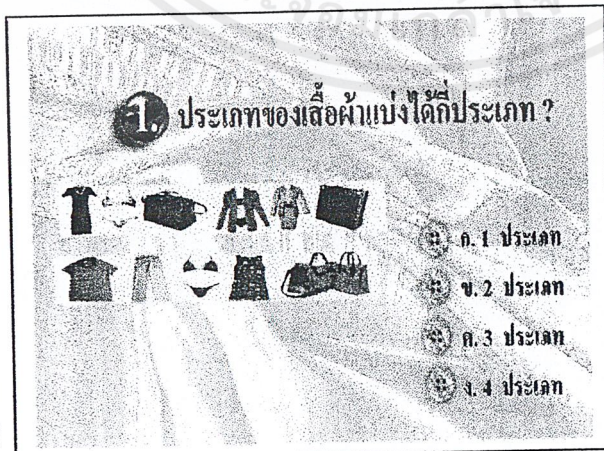 1. ประเภทของเสื้อผ้าแบ่งได้กี่ประเภท ?
ก. 1 ประเภท
ข. 2 ประเภท
ค. 3 ประเภท
ง. 4 ประเภท